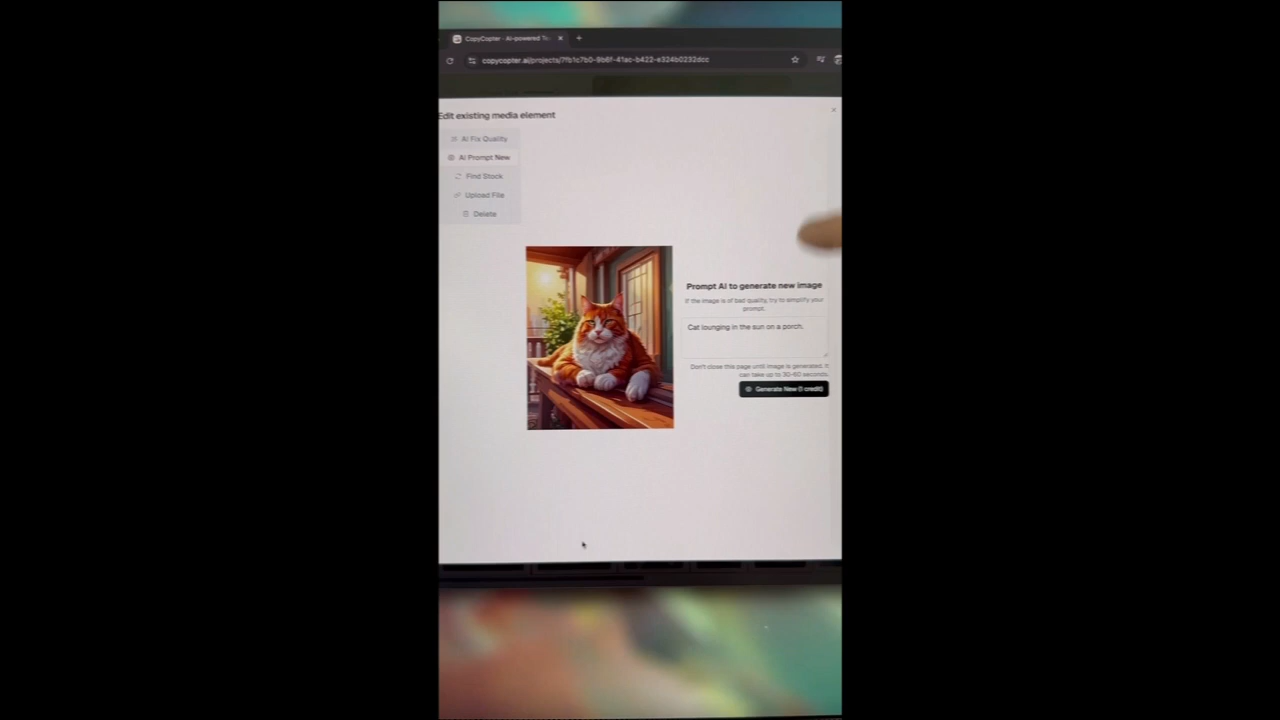 CopyCopter - AI-powered Te
copycopter.ai/projects/7fb1c7b0-9b6f-41ac-b422-e324b0232dcc
Edit existing media element
AI Fix Quality
AI Prompt New
Find Stock
Upload File
Delete
Prompt AI to generate new image
If the image is of bad quality, try to simplify your
prompt.
Cat lounging in the sun on a porch.
Don't close this page until image is generated. It
can take up to 30-60 seconds.
Generate New (1 credit)